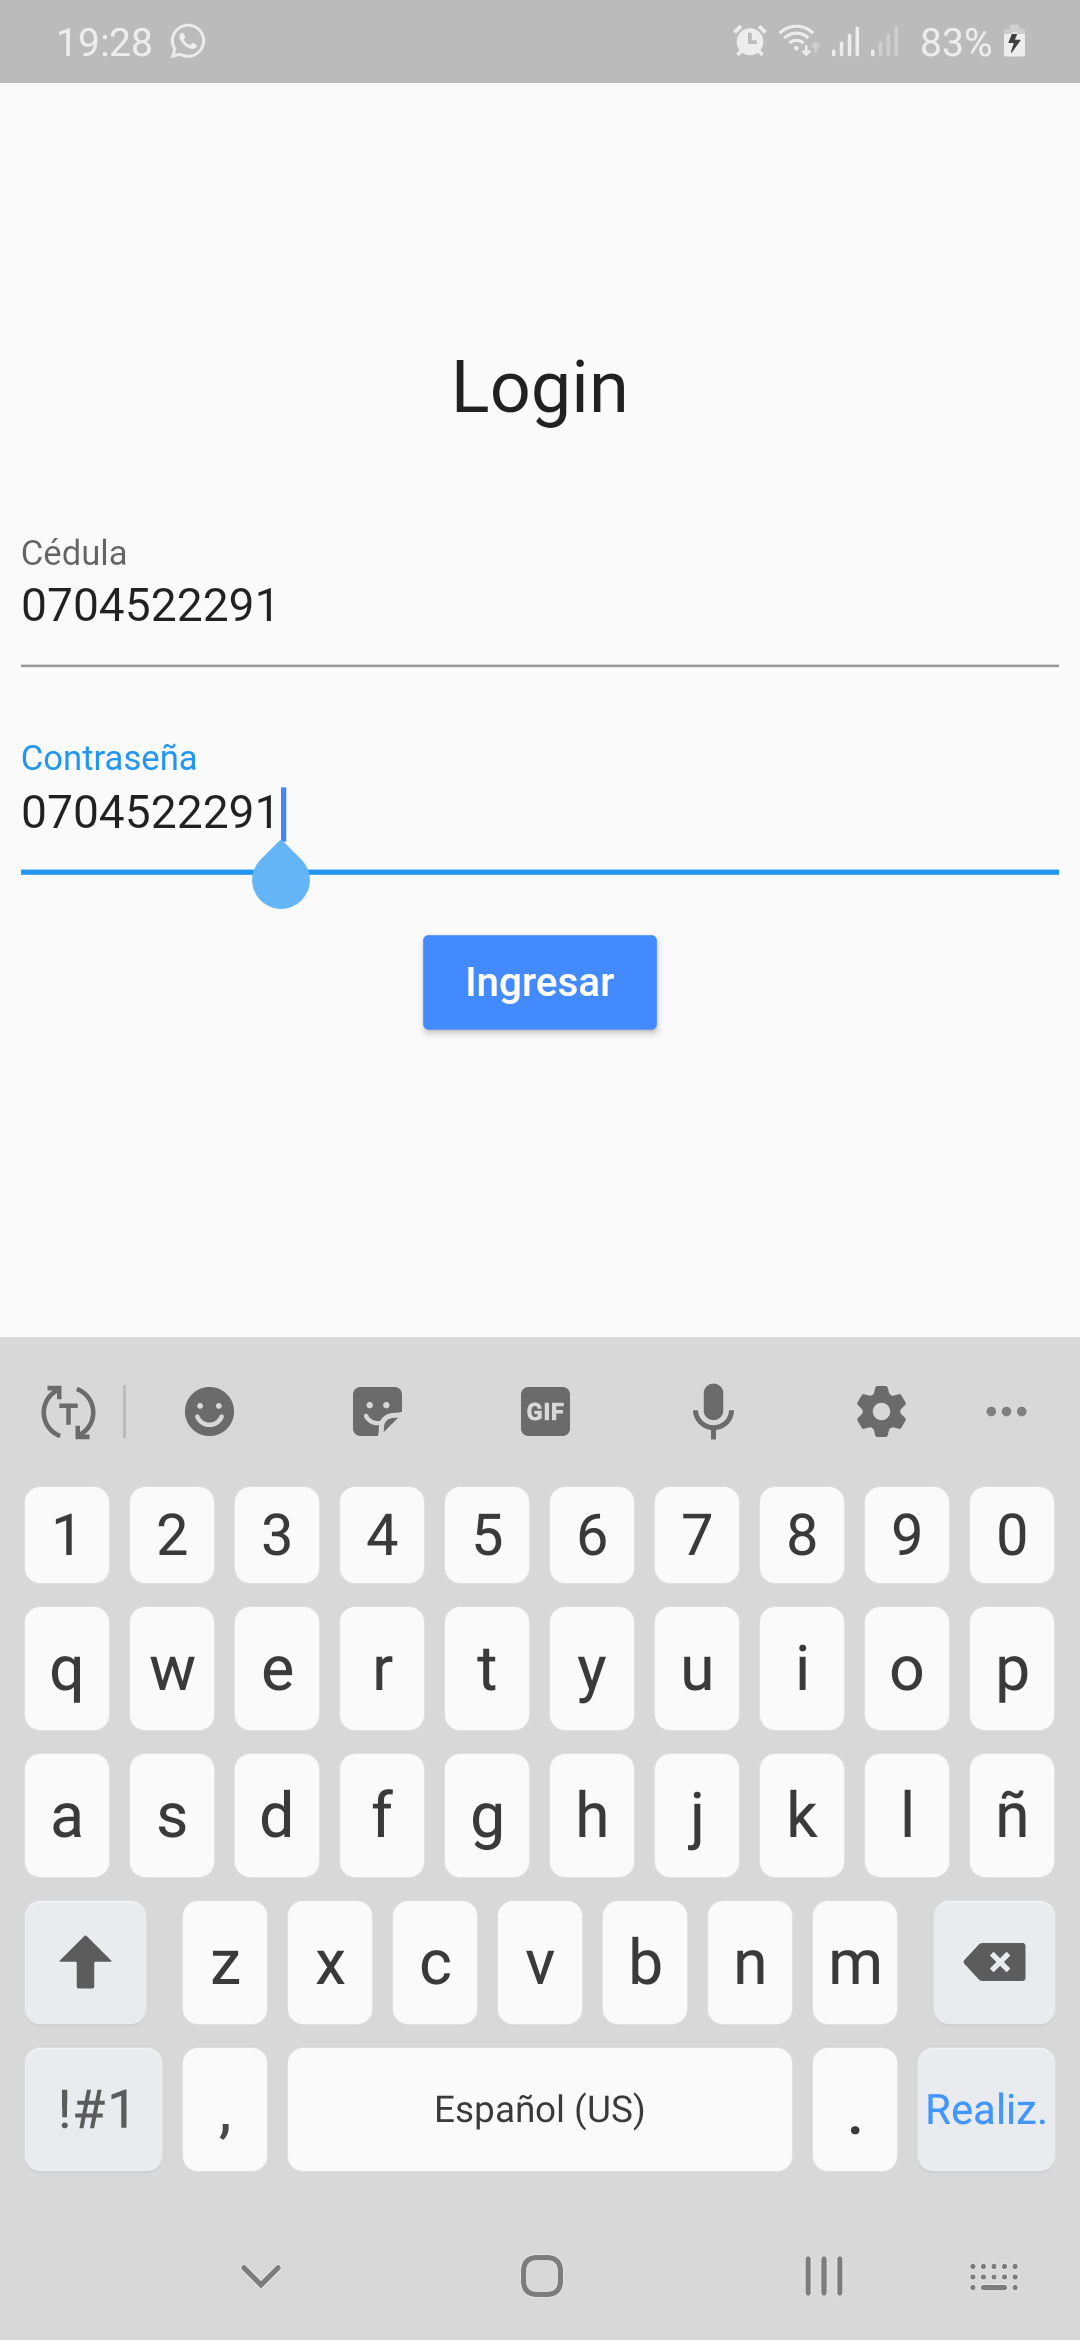 19:28 83%
Login
Cédula
0704522291
Contraseña
0704522291
Ingresar
T GIF
1 2 3 4 5 6 7 8 9 0
q w e r t y u i o p
a s d f g h j k l ñ
z x c v b n m
!#1 , Español (US) . Realiz.